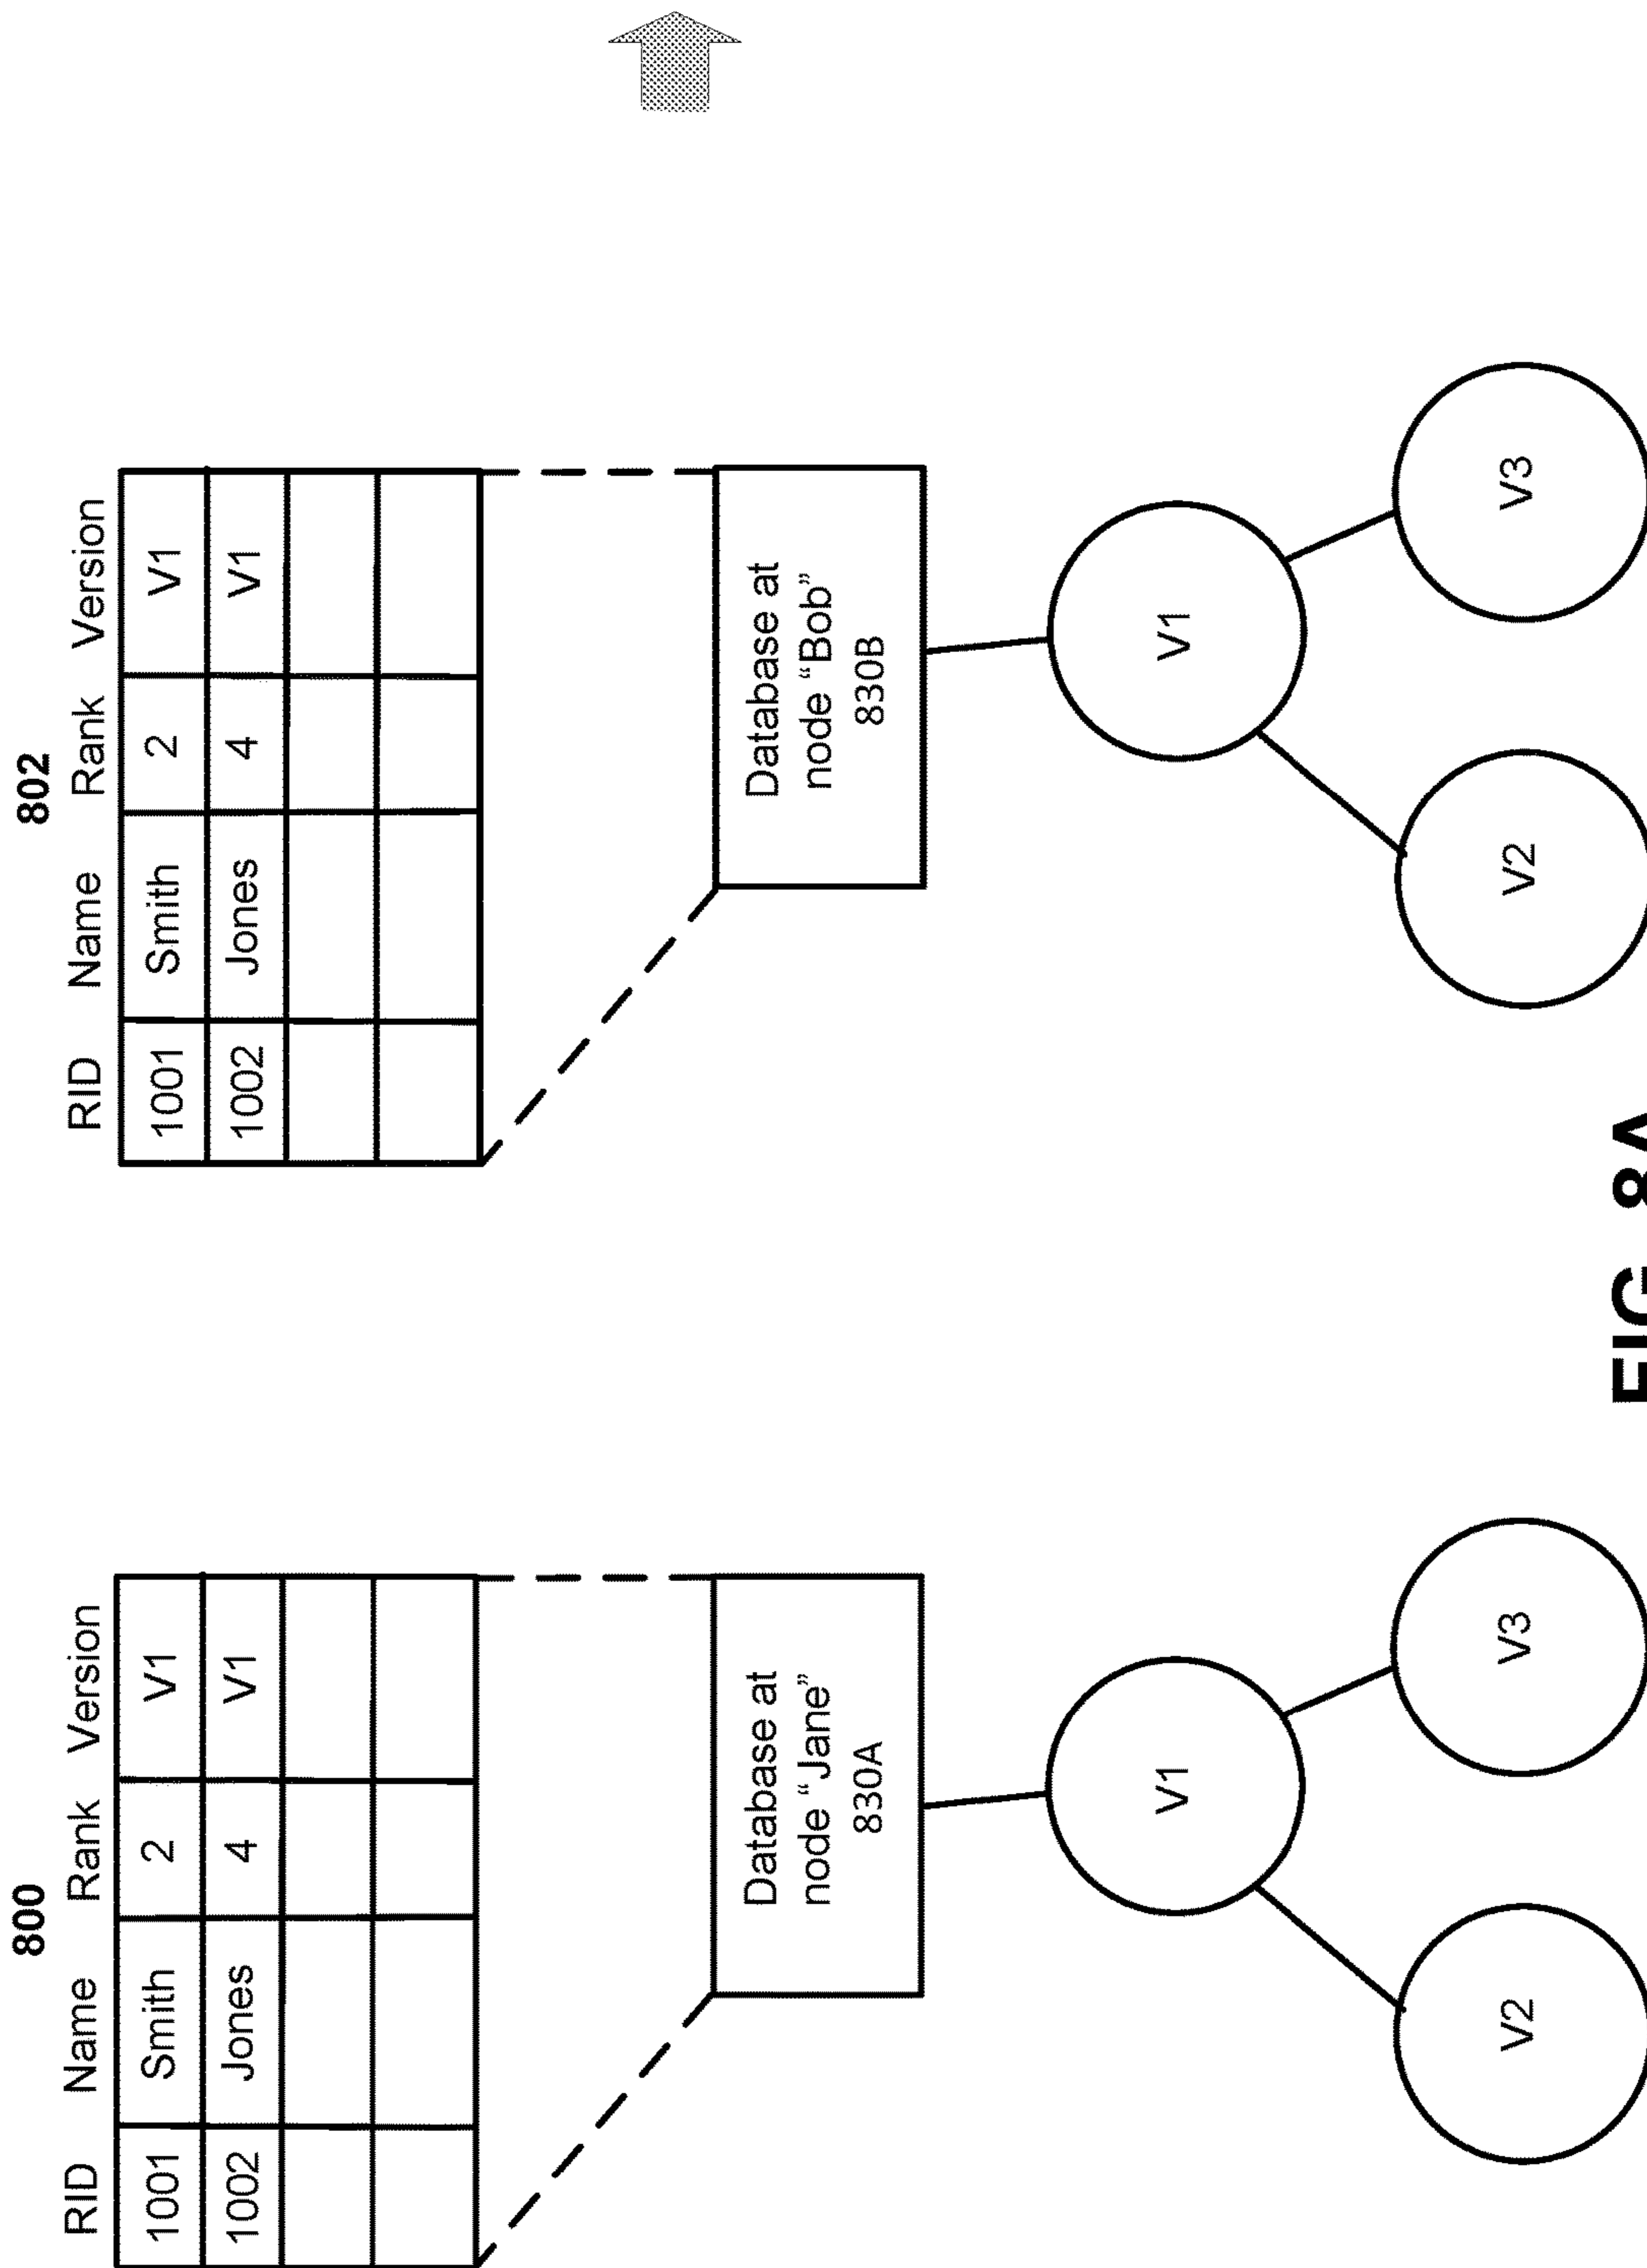 800
RID Name Rank Version
1001 Smith 2 V1
1002 Jones 4 V1
Database at
node “Jane”
830A
V1
V2
V3
802
RID Name Rank Version
1001 Smith 2 V1
1002 Jones 4 V1
Database at
node “Bob”
830B
V1
V2
V3
FIG. 8A